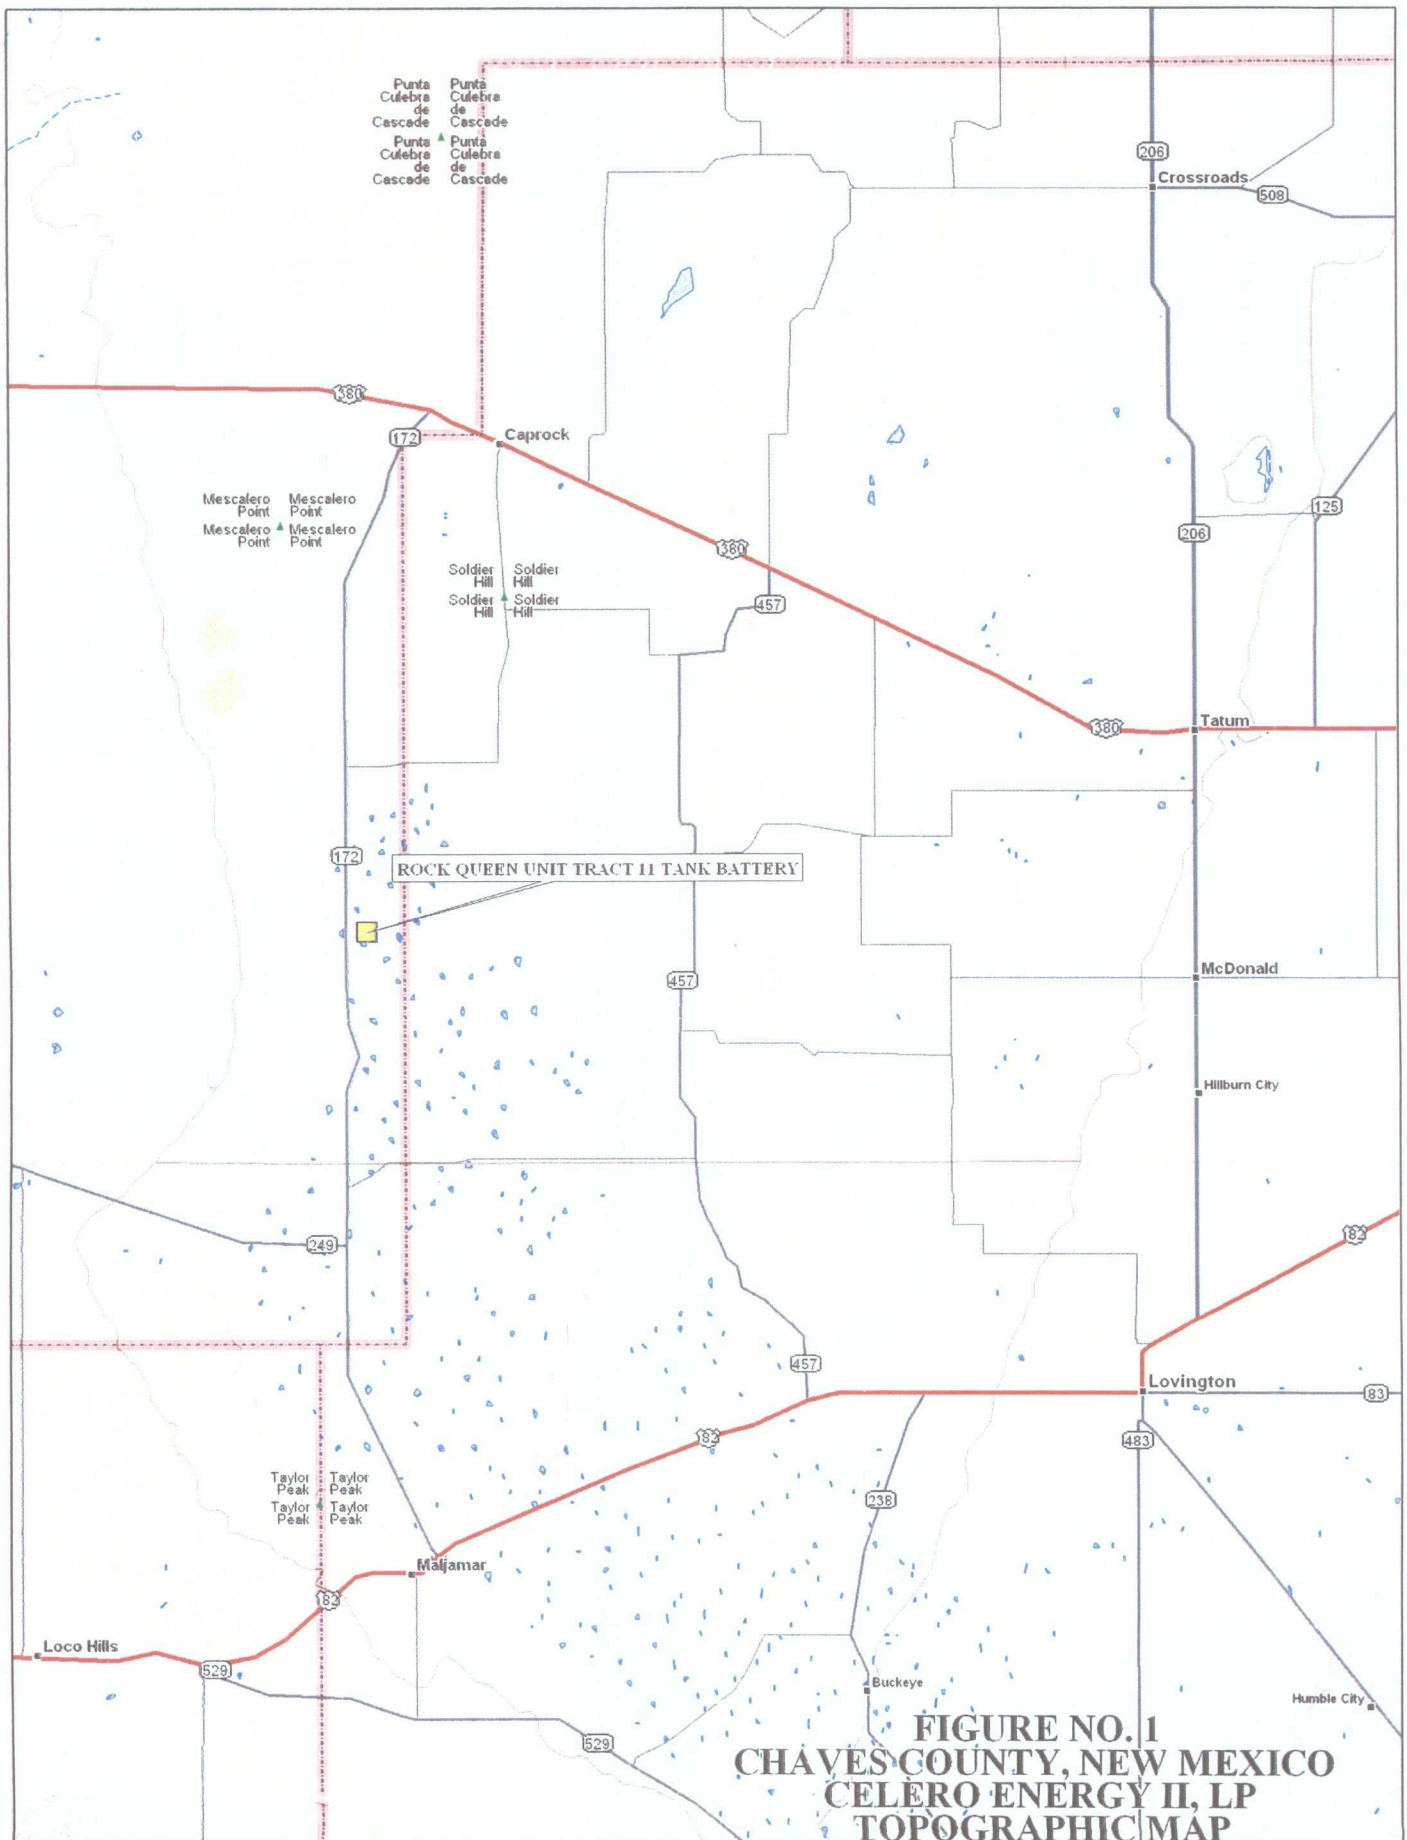 Punta Punta
Culebra Culebra
de de
Cascade Cascade
Punta Punta
Culebra Culebra
de de
Cascade Cascade
206
Crossroads
508
380
172
Caprock
Mescalero Mescalero
Point Point
Mescalero Mescalero
Point Point
125
206
380
Soldier Soldier
Hill Hill
Soldier Soldier
Hill Hill
457
Tatum
380
172
ROCK QUEEN UNIT TRACT 11 TANK BATTERY
McDonald
457
Hillburn City
82
249
457
Lovington
83
82
483
Taylor Taylor
Peak Peak
Taylor Taylor
Peak Peak
238
Maljamar
82
Loco Hills
529
Buckeye
Humble City
529
FIGURE NO. 1
CHAVES COUNTY, NEW MEXICO
CELERO ENERGY II, LP
TOPOGRAPHIC MAP